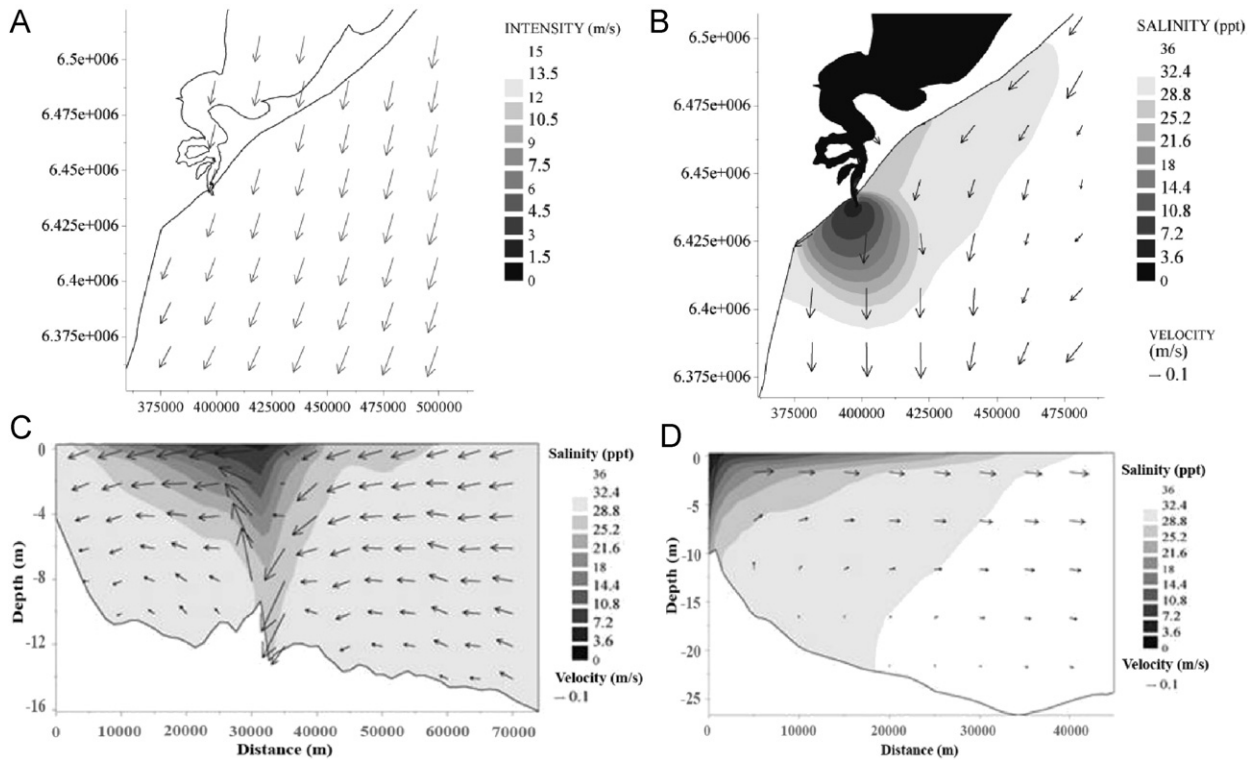 A
INTENSITY (m/s)
15
13.5
12
10.5
9
7.5
6
4.5
3
1.5
0
6.5e+006
6.475e+006
6.45e+006
6.425e+006
6.4e+006
6.375e+006
375000 400000 425000 450000 475000 500000
B
SALINITY (ppt)
36
32.4
28.8
25.2
21.6
18
14.4
10.8
7.2
3.6
0
VELOCITY
(m/s)
0.1
6.5e+006
6.475e+006
6.45e+006
6.425e+006
6.4e+006
6.375e+006
375000 400000 425000 450000 475000
C
Salinity (ppt)
36
32.4
28.8
25.2
21.6
18
14.4
10.8
7.2
3.6
0
Velocity (m/s)
0.1
Depth (m)
0
-4
-8
-12
-16
0 10000 20000 30000 40000 50000 60000 70000
Distance (m)
D
Salinity (ppt)
36
32.4
28.8
25.2
21.6
18
14.4
10.8
7.2
3.6
0
Velocity (m/s)
0.1
Depth (m)
0
-5
-10
-15
-20
-25
0 10000 20000 30000 40000
Distance (m)